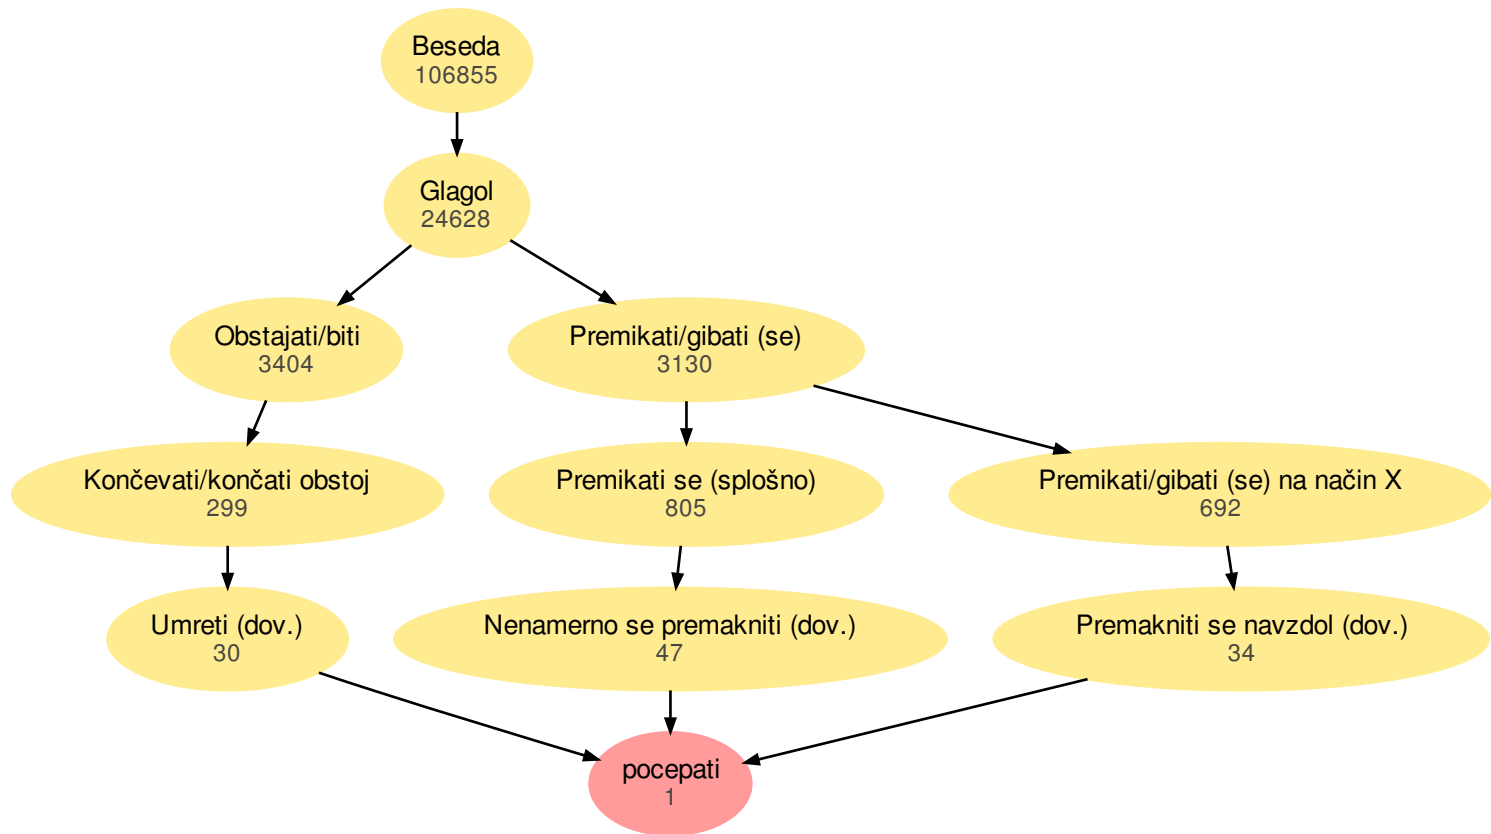 Beseda
106855
Glagol
24628
Obstajati/biti
3404
Premikati/gibati (se)
3130
Končevati/končati obstoj
299
Premikati se (splošno)
805
Premikati/gibati (se) na način X
692
Umreti (dov.)
30
Nenamerno se premakniti (dov.)
47
Premakniti se navzdol (dov.)
34
pocepati
1